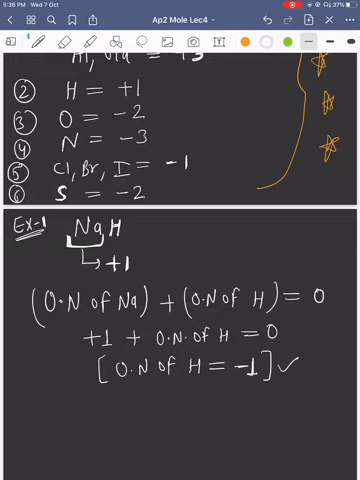 5:36 PM Wed 7 Oct
37%
Ap2 Mole Lec4
② H = +1
③ O = -2
④ N = -3
⑤ Cl, Br, I = -1
⑥ S = -2
Ex-1 NaH
+1
(O.N of Na) + (O.N of H) = 0
+1 + O.N. of H = 0
[O.N of H = -1] ✓